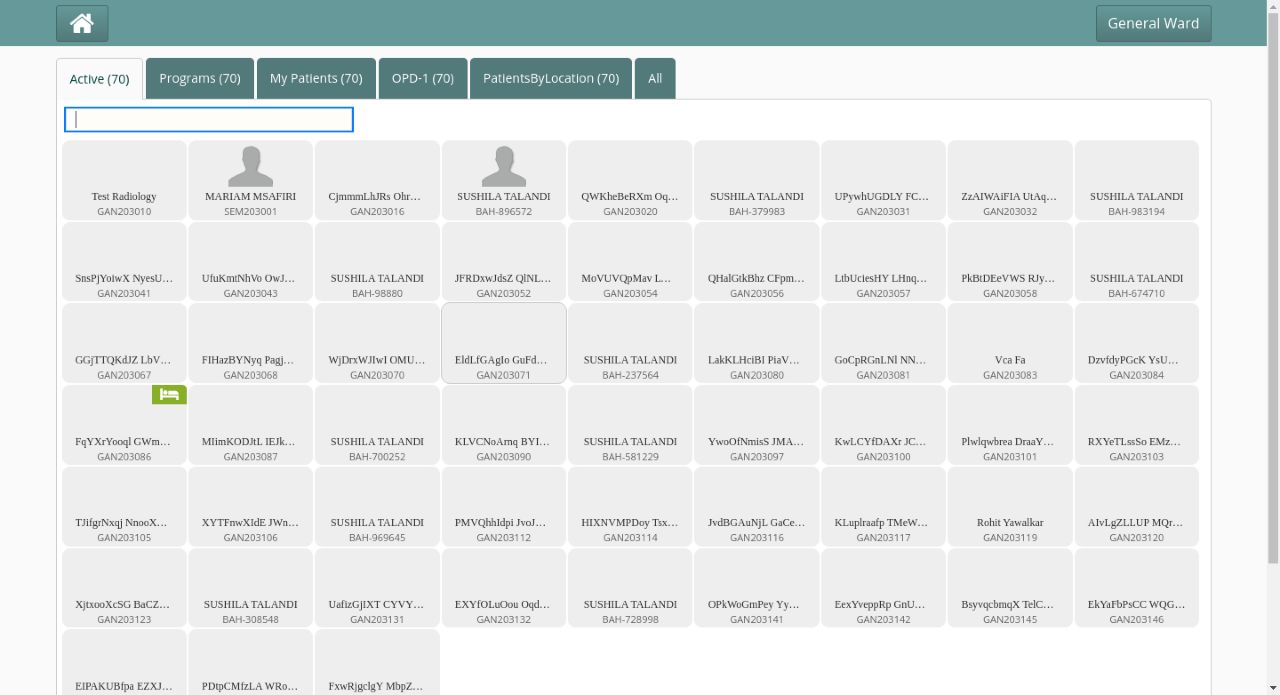 General Ward
Active (70)
Programs (70)
My Patients (70)
OPD-1 (70)
PatientsByLocation (70)
All
Test Radiology
GAN203010
MARIAM MSAFIRI
SEM203001
CjmmmLhJRs Ohr…
GAN203016
SUSHILA TALANDI
BAH-896572
QWKheBeRXm Oq…
GAN203020
SUSHILA TALANDI
BAH-379983
UPywhUGDLY FC…
GAN203031
ZzAIWAiFIA UtAq…
GAN203032
SUSHILA TALANDI
BAH-983194
SnsPjYoiwX NyesU…
GAN203041
UfuKmtNhVo OwJ…
GAN203043
SUSHILA TALANDI
BAH-98880
JFRDxwJdsZ QlNL…
GAN203052
MoVUVQpMav L…
GAN203054
QHalGtkBhz CFpm…
GAN203056
LtbUciesHY LHnq…
GAN203057
PkBtDEeVWS RJy…
GAN203058
SUSHILA TALANDI
BAH-674710
GGjTTQKdJZ LbV…
GAN203067
FIHazBYNyq Pagj…
GAN203068
WjDrxWJIwI OMU…
GAN203070
EldLfGAgIo GuFd…
GAN203071
SUSHILA TALANDI
BAH-237564
LakKLHciBI PiaV…
GAN203080
GoCpRGnLNl NN…
GAN203081
Vca Fa
GAN203083
DzvfdyPGcK YsU…
GAN203084
FqYXrYooql GWm…
GAN203086
MIimKODJtL IEJk…
GAN203087
SUSHILA TALANDI
BAH-700252
KLVCNoArnq BYI…
GAN203090
SUSHILA TALANDI
BAH-581229
YwoOfNmisS JMA…
GAN203097
KwLCYfDAXr JC…
GAN203100
Plwlqwbrea DraaY…
GAN203101
RXYeTLssSo EMz…
GAN203103
TJifgrNxqj NnooX…
GAN203105
XYTFnwXIdE JWn…
GAN203106
SUSHILA TALANDI
BAH-969645
PMVQhhIdpi JvoJ…
GAN203112
HIXNVMPDoy Tsx…
GAN203114
JvdBGAuNjL GaCe…
GAN203116
KLuplraafp TMeW…
GAN203117
Rohit Yawalkar
GAN203119
AIvLgZLLUP MQr…
GAN203120
XjtxooXcSG BaCZ…
GAN203123
SUSHILA TALANDI
BAH-308548
UafizGjIXT CYVY…
GAN203131
EXYfOLuOou Oqd…
GAN203132
SUSHILA TALANDI
BAH-728998
OPkWoGmPey Yy…
GAN203141
EexYveppRp GnU…
GAN203142
BsyvqcbmqX TelC…
GAN203145
EkYaFbPsCC WQG…
GAN203146
EIPAKUBfpa EZXJ…
PDtpCMfzLA WRo…
FxwRjgclgY MbpZ…